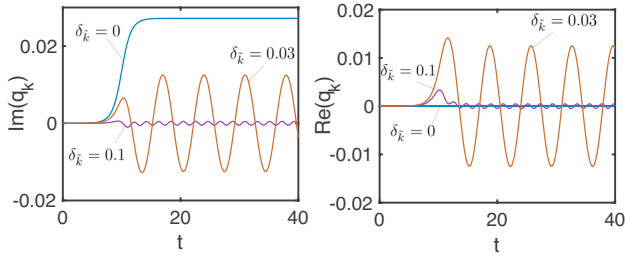 δ_k̃ = 0
0.02
δ_k̃ = 0.03
Im(q_k)
0
δ_k̃ = 0.1
-0.02
0 20 40
t
0.02
δ_k̃ = 0.03
0.01
δ_k̃ = 0.1
Re(q_k)
0
δ_k̃ = 0
-0.01
-0.02
0 20 40
t